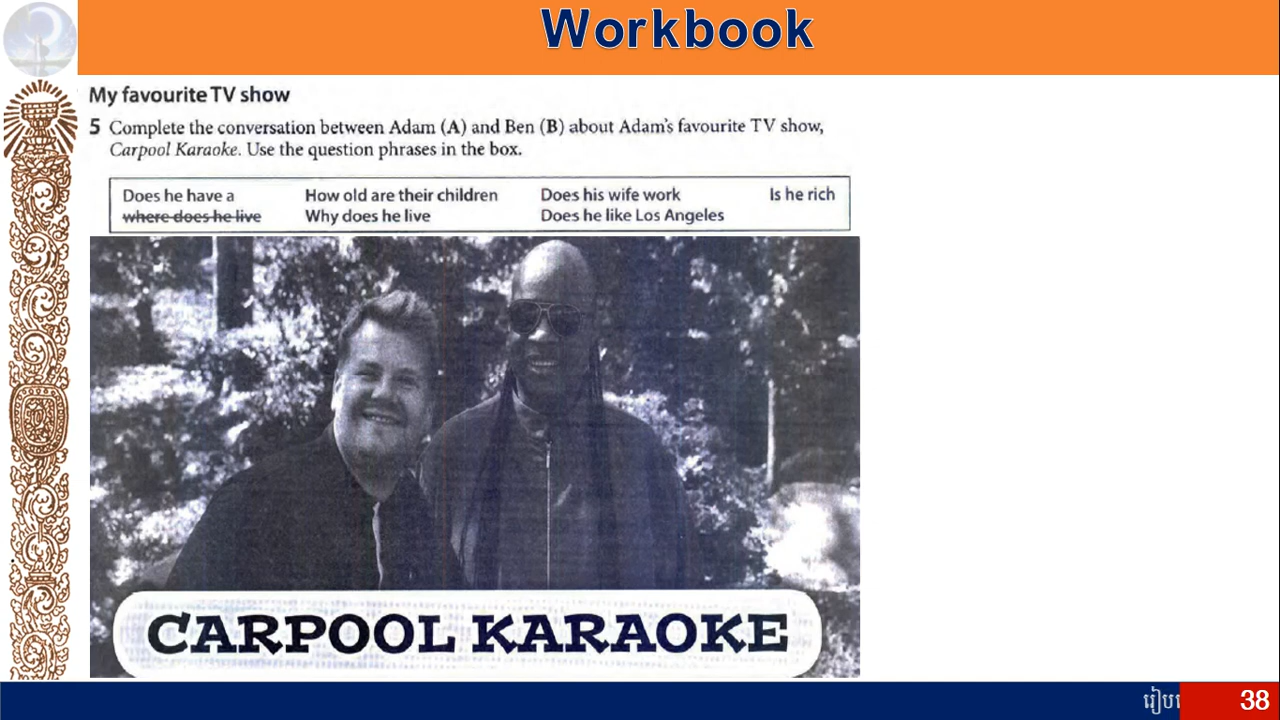 Workbook
My favourite TV show
5 Complete the conversation between Adam (A) and Ben (B) about Adam's favourite TV show,
Carpool Karaoke. Use the question phrases in the box.
Does he have a How old are their children Does his wife work Is he rich
where does he live Why does he live Does he like Los Angeles
CARPOOL KARAOKE
38